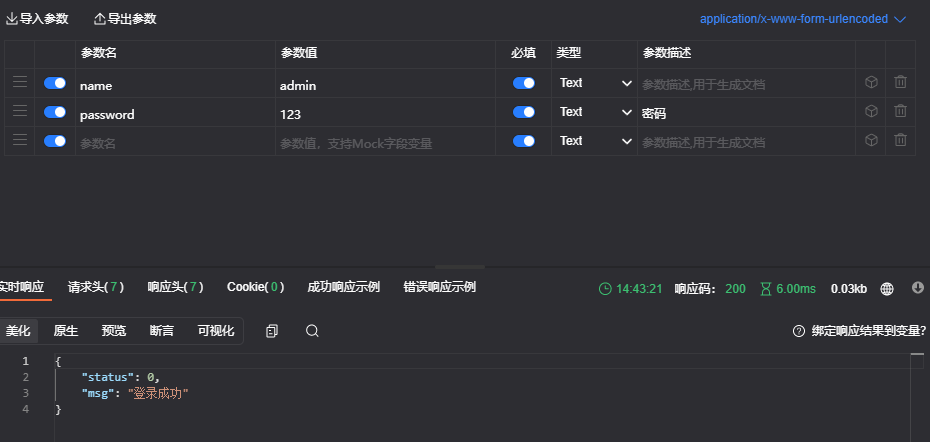 导入参数 导出参数 application/x-www-form-urlencoded
参数名 参数值 必填 类型 参数描述
name admin Text 参数描述,用于生成文档
password 123 Text 密码
参数名 参数值，支持Mock字段变量 Text 参数描述,用于生成文档
实时响应 请求头(7) 响应头(7) Cookie(0) 成功响应示例 错误响应示例 14:43:21 响应码: 200 6.00ms 0.03kb
美化 原生 预览 断言 可视化 绑定响应结果到变量?
1 {
2 "status": 0,
3 "msg": "登录成功"
4 }